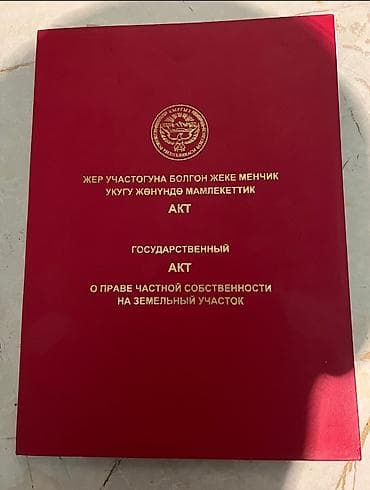 ЖЕР УЧАСТОГУНА БОЛГОН ЖЕКЕ МЕНЧИК
УКУГУ ЖӨНҮНДӨ МАМЛЕКЕТТИК
АКТ
ГОСУДАРСТВЕННЫЙ
АКТ
О ПРАВЕ ЧАСТНОЙ СОБСТВЕННОСТИ
НА ЗЕМЕЛЬНЫЙ УЧАСТОК